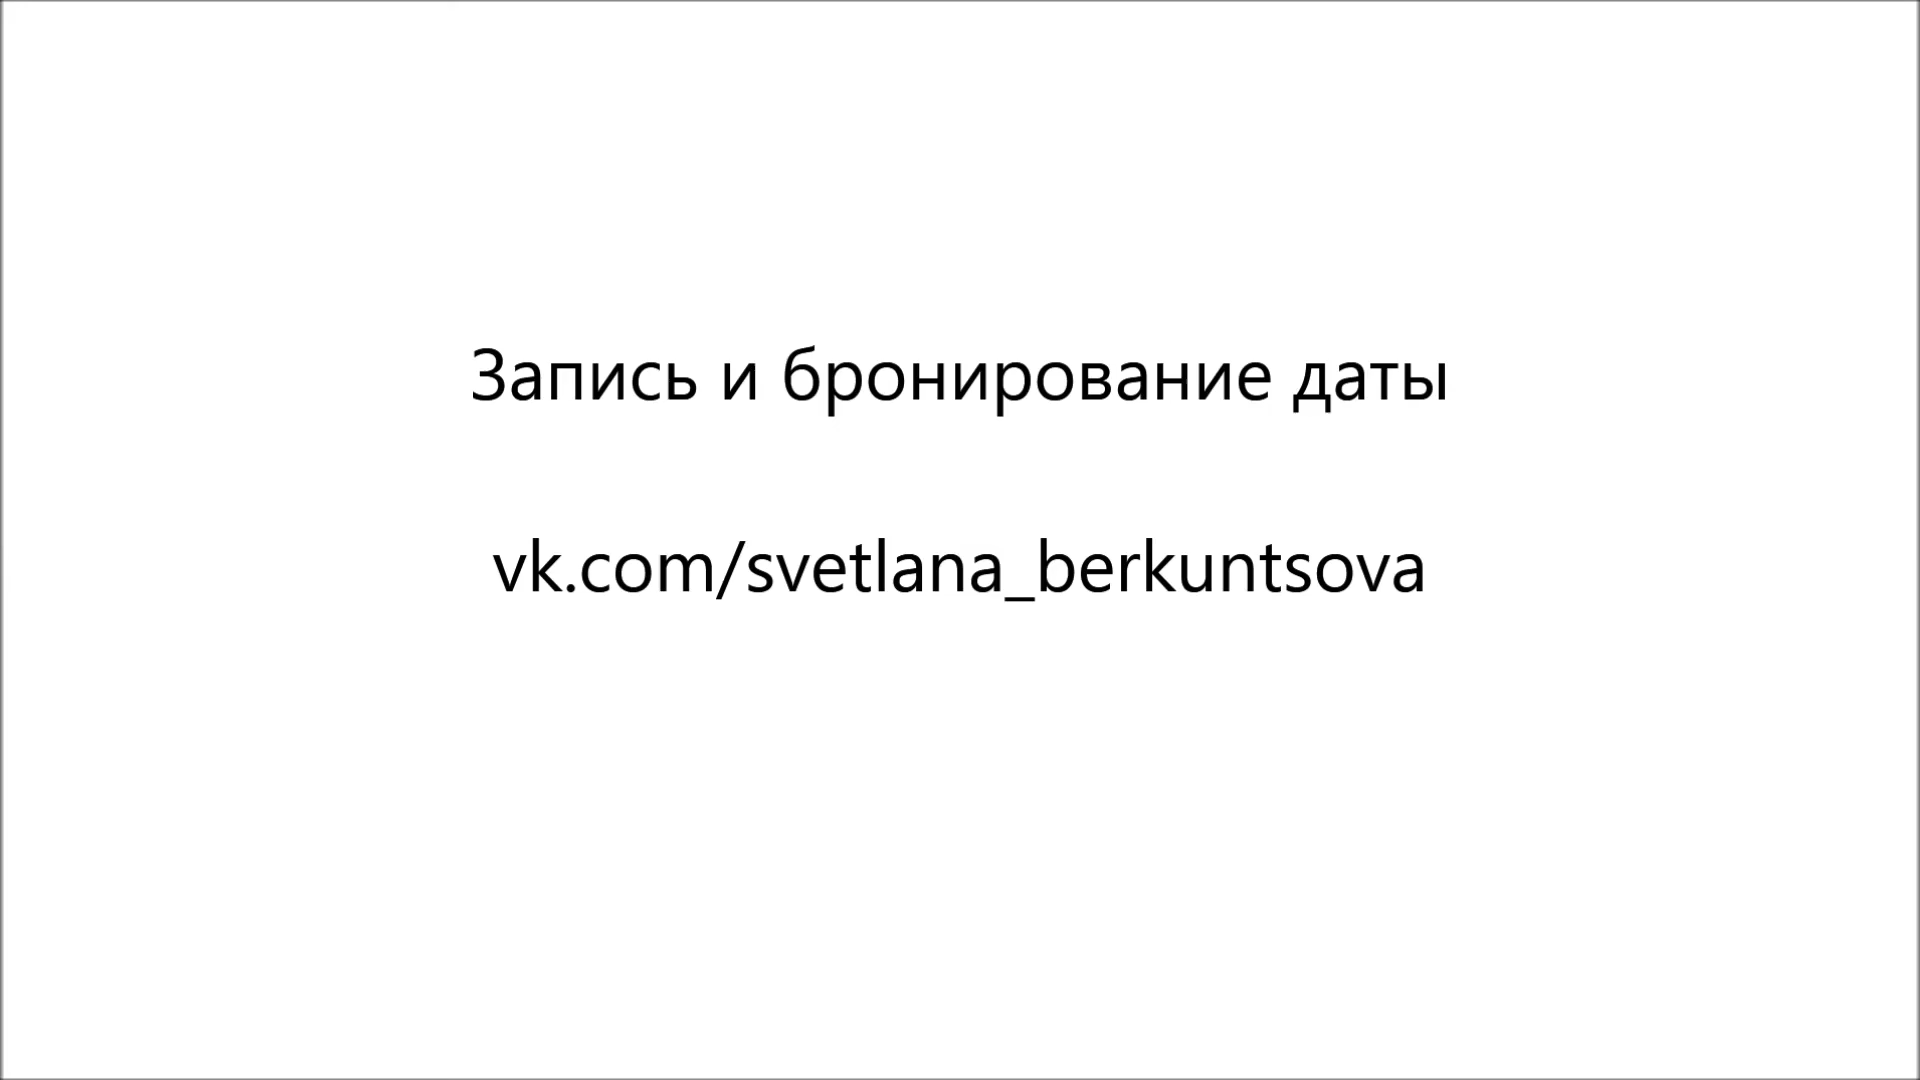 Запись и бронирование даты
vk.com/svetlana_berkuntsova